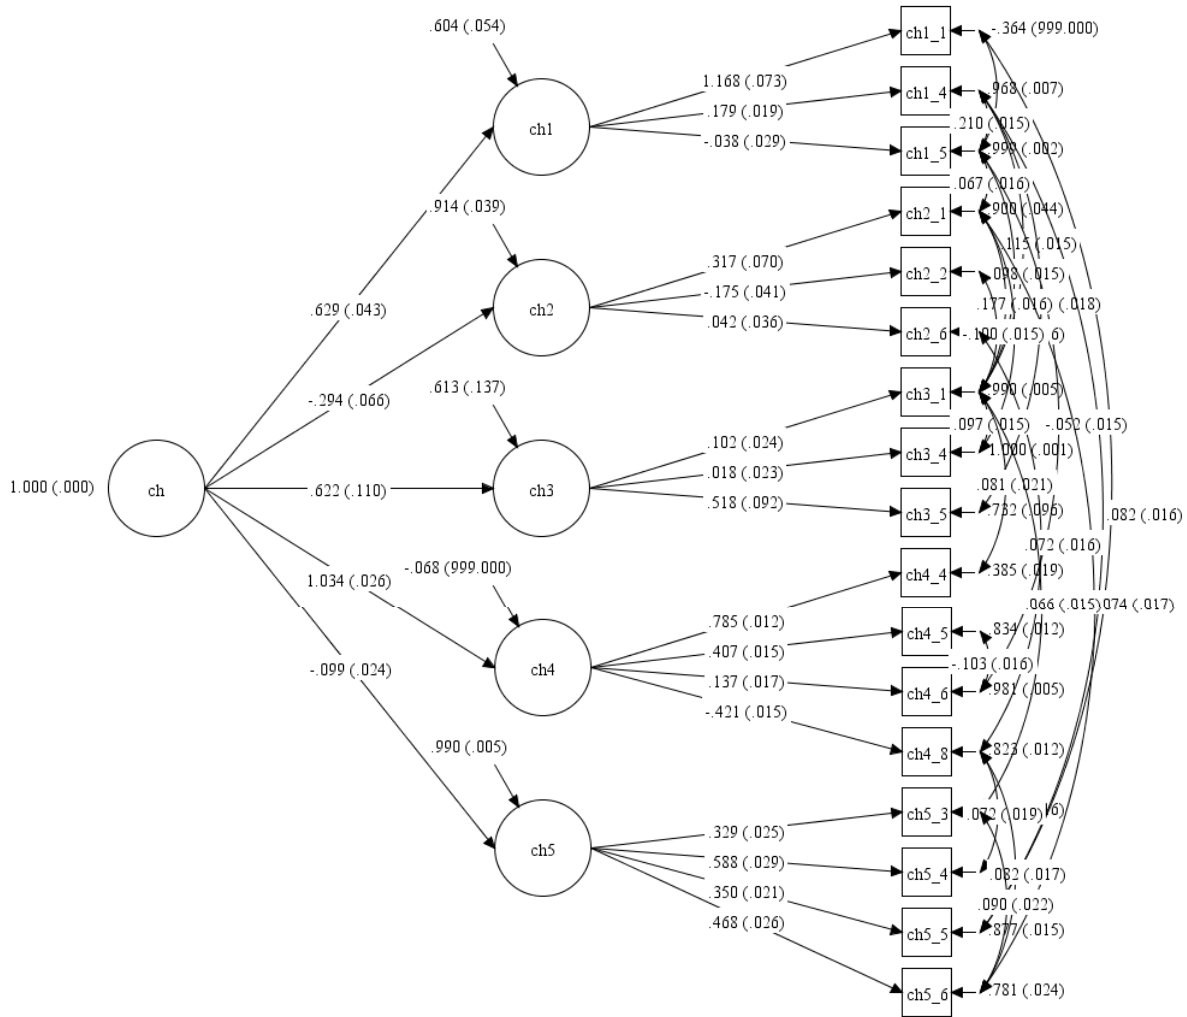 .604 (.054)
ch1
1.168 (.073)
.179 (.019)
-.038 (.029)
ch1_1
-.364 (999.000)
ch1_4
.968 (.007)
.210 (.015)
ch1_5
.999 (.002)
.067 (.016)
.914 (.039)
ch2
.317 (.070)
-.175 (.041)
.042 (.036)
ch2_1
.900 (.044)
.115 (.015)
ch2_2
.098 (.015)
.177 (.016)
(.018)
ch2_6
-.100 (.015)
.629 (.043)
-.294 (.066)
.622 (.110)
1.034 (.026)
-.099 (.024)
1.000 (.000)
ch
.613 (.137)
ch3
.102 (.024)
.018 (.023)
.518 (.092)
ch3_1
.990 (.005)
.097 (.015)
-.052 (.015)
ch3_4
1.000 (.001)
.081 (.021)
ch3_5
.732 (.096)
.082 (.016)
.072 (.016)
-.068 (999.000)
ch4
.785 (.012)
.407 (.015)
.137 (.017)
-.421 (.015)
ch4_4
.385 (.019)
.066 (.015)
.074 (.017)
ch4_5
.834 (.012)
-.103 (.016)
ch4_6
.981 (.005)
ch4_8
.823 (.012)
.990 (.005)
ch5
.329 (.025)
.588 (.029)
.350 (.021)
.468 (.026)
ch5_3
.072 (.019)
ch5_4
.082 (.017)
.090 (.022)
ch5_5
.877 (.015)
ch5_6
.781 (.024)